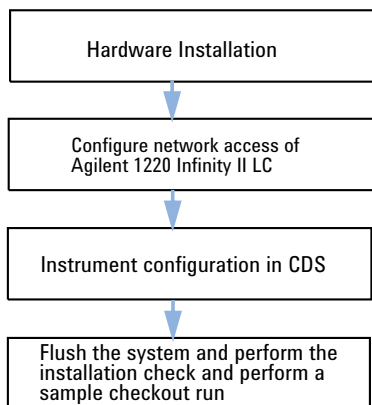 Hardware Installation
Configure network access of
Agilent 1220 Infinity II LC
Instrument configuration in CDS
Flush the system and perform the
installation check and perform a
sample checkout run